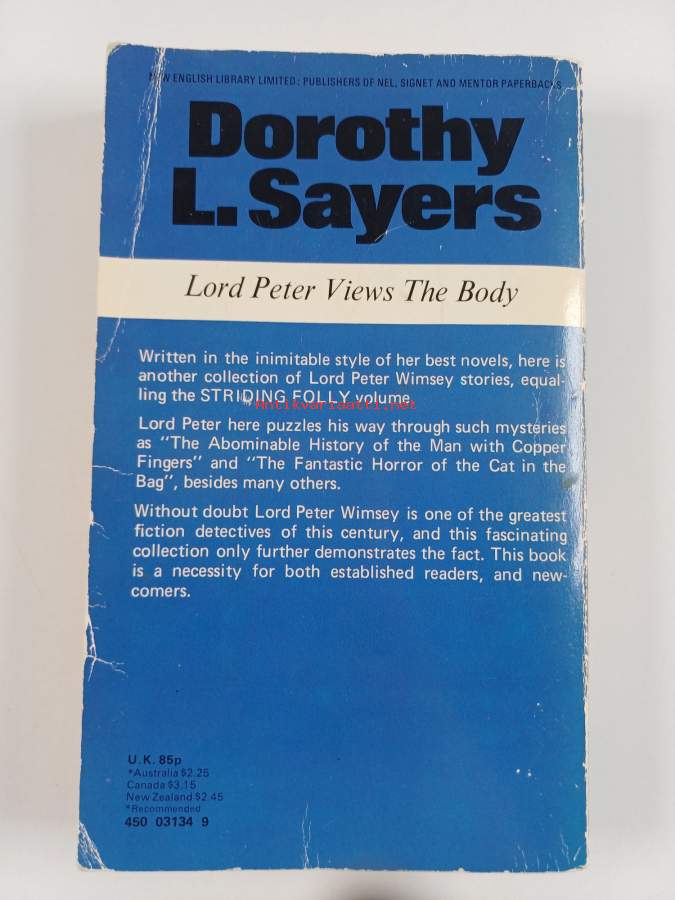 NEW ENGLISH LIBRARY LIMITED: PUBLISHERS OF NEL, SIGNET AND MENTOR PAPERBACKS
Dorothy
L. Sayers
Lord Peter Views The Body
Written in the inimitable style of her best novels, here is
another collection of Lord Peter Wimsey stories, equal-
ling the STRIDING FOLLY volume.
Antikvariaatti.net
Lord Peter here puzzles his way through such mysteries
as "The Abominable History of the Man with Copper
Fingers" and "The Fantastic Horror of the Cat in the
Bag", besides many others.
Without doubt Lord Peter Wimsey is one of the greatest
fiction detectives of this century, and this fascinating
collection only further demonstrates the fact. This book
is a necessity for both established readers, and new-
comers.
U.K. 85p
*Australia $2.25
Canada $3.15
New Zealand $2.45
*Recommended
450 03134 9